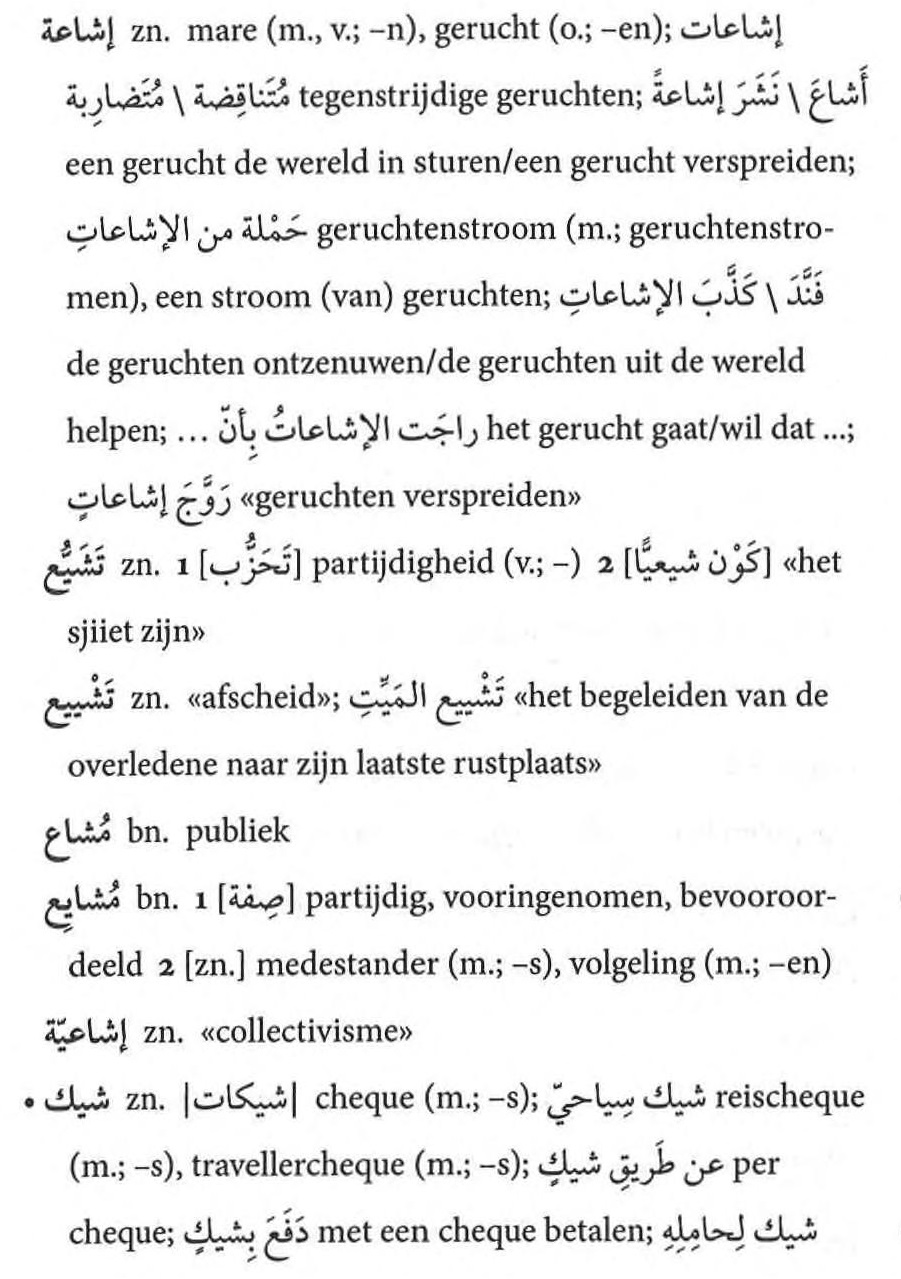 إشاعة zn. mare (m., v.; –n), gerucht (o.; –en); إشاعات
مُتَناقِضة \ مُتَضارِبة tegenstrijdige geruchten; أَشاعَ \ نَشَرَ إشاعةً
een gerucht de wereld in sturen/een gerucht verspreiden;
حَمْلة من الإشاعاتِ geruchtenstroom (m.; geruchtenstro-
men), een stroom (van) geruchten; فَنَّدَ \ كَذَّبَ الإشاعاتِ
de geruchten ontzenuwen/de geruchten uit de wereld
helpen; راجَت الإشاعاتُ بِأنّ ... het gerucht gaat/wil dat ...;
رَوَّجَ إشاعاتٍ «geruchten verspreiden»
تَشَيُّع zn. 1 [تَحَزُّب] partijdigheid (v.; –) 2 [كَوْن شيعيًّا] «het
sjiiet zijn»
تَشْييع zn. «afscheid»; تَشْييع المَيِّتِ «het begeleiden van de
overledene naar zijn laatste rustplaats»
مُشاع bn. publiek
مُشايِع bn. 1 [صِفة] partijdig, vooringenomen, bevooroor-
deeld 2 [zn.] medestander (m.; –s), volgeling (m.; –en)
إشاعيّة zn. «collectivisme»
• شيك zn. |شيكات| cheque (m.; –s); شيك سِياحيّ reischeque
(m.; –s), travellercheque (m.; –s); عن طَريقِ شيكٍ per
cheque; دَفَعَ بِشيكٍ met een cheque betalen; شيك لِحامِلِهِ